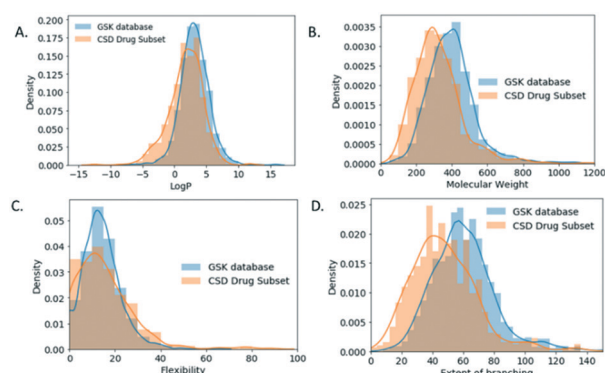 A.
0.200
0.175
0.150
0.125
0.100
0.075
0.050
0.025
0.000
Density
GSK database
CSD Drug Subset
-15 -10 -5 0 5 10 15
LogP
B.
0.0035
0.0030
0.0025
0.0020
0.0015
0.0010
0.0005
0.0000
Density
GSK database
CSD Drug Subset
0 200 400 600 800 1000 1200
Molecular Weight
C.
0.05
0.04
0.03
0.02
0.01
0.00
Density
GSK database
CSD Drug Subset
0 20 40 60 80 100
Flexibility
D.
0.025
0.020
0.015
0.010
0.005
0.000
Density
GSK database
CSD Drug Subset
0 20 40 60 80 100 120 140
Extent of branching